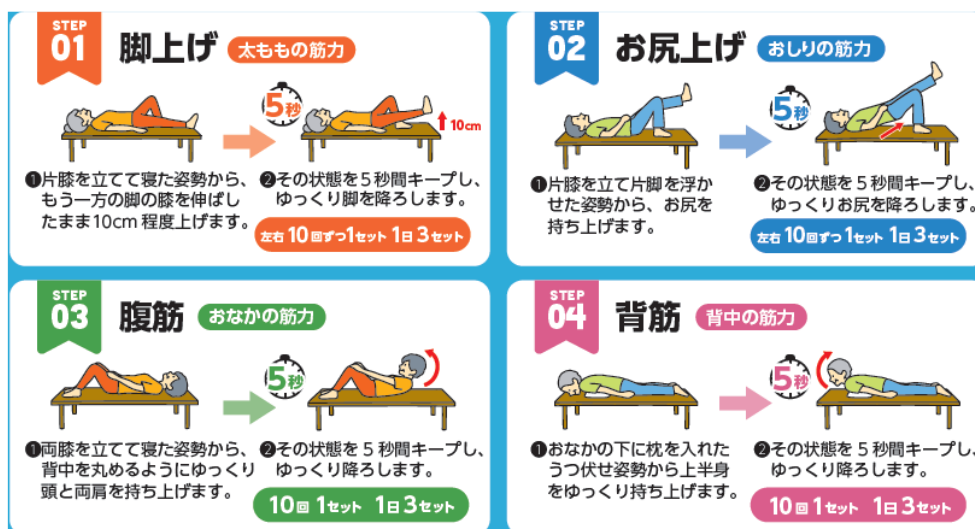 STEP
01
脚上げ 太ももの筋力
5秒
10cm
❶片膝を立てて寝た姿勢から、
もう一方の脚の膝を伸ばし
たまま10cm 程度上げます。
❷その状態を5秒間キープし、
ゆっくり脚を降ろします。
左右 10回ずつ1セット 1日3セット
STEP
02
お尻上げ おしりの筋力
5秒
❶片膝を立て片脚を浮か
せた姿勢から、お尻を
持ち上げます。
❷その状態を5秒間キープし、
ゆっくりお尻を降ろします。
左右 10回ずつ1セット 1日3セット
STEP
03
腹筋 おなかの筋力
5秒
❶両膝を立てて寝た姿勢から、
背中を丸めるようにゆっくり
頭と両肩を持ち上げます。
❷その状態を5秒間キープし、
ゆっくり降ろします。
10回1セット 1日3セット
STEP
04
背筋 背中の筋力
5秒
❶おなかの下に枕を入れた
うつ伏せ姿勢から上半身
をゆっくり持ち上げます。
❷その状態を5秒間キープし、
ゆっくり降ろします。
10回1セット 1日3セット